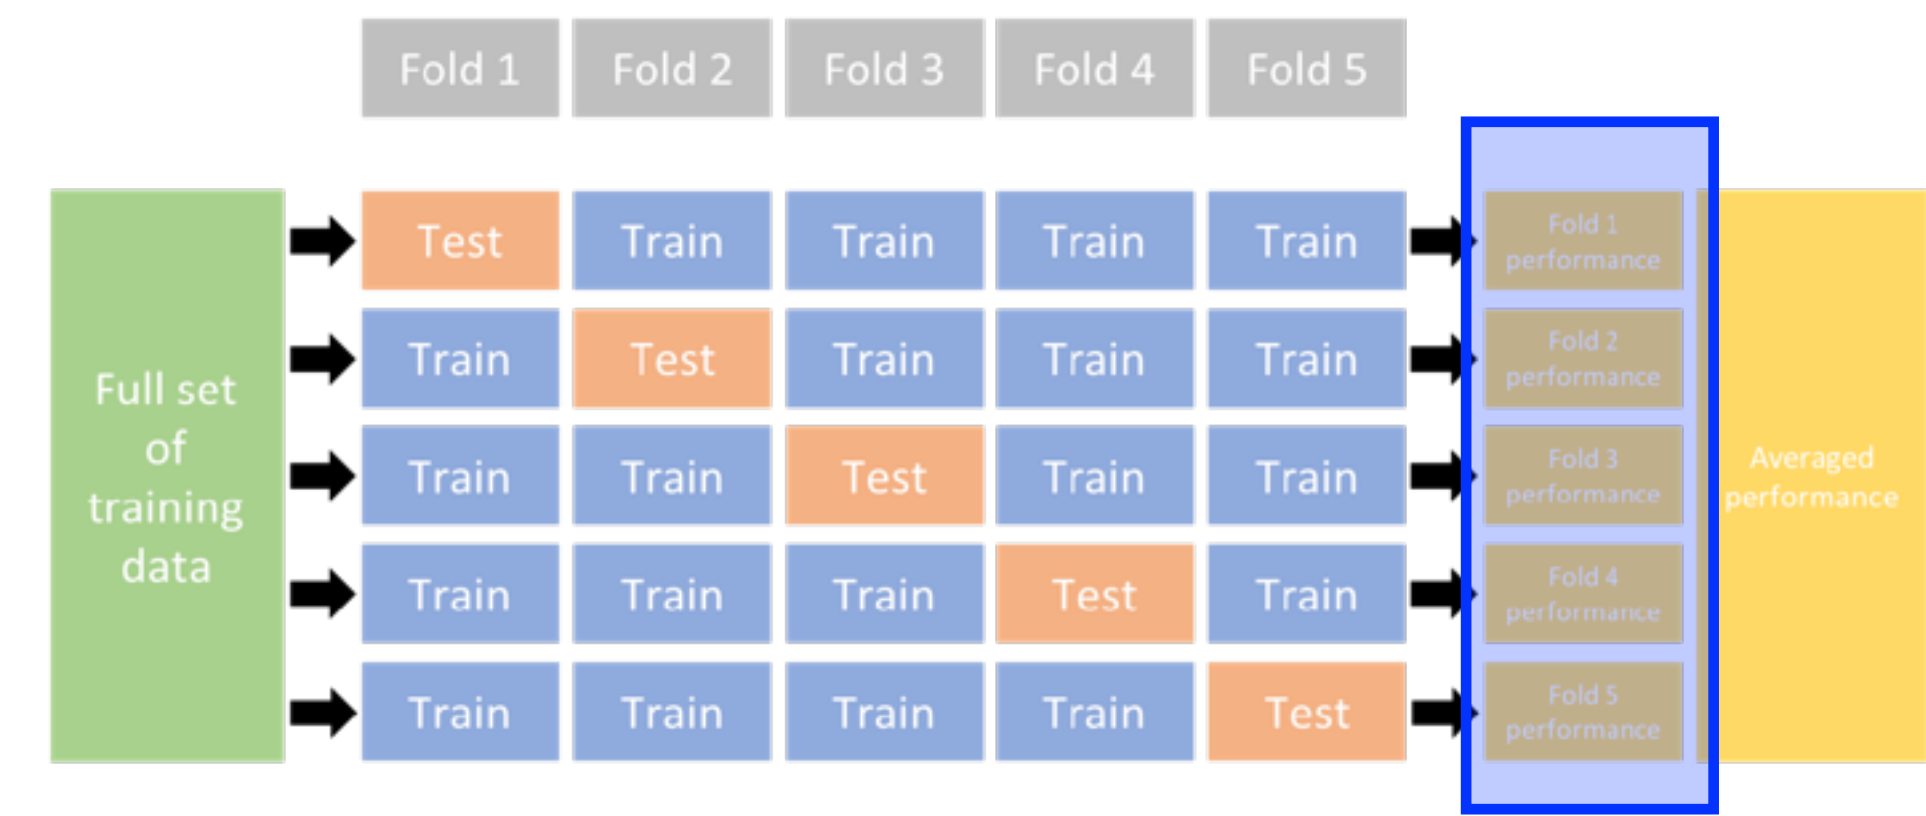 Fold 1 Fold 2 Fold 3 Fold 4 Fold 5
Full set
of
training
data
Test Train Train Train Train
Fold 1
performance
Train Test Train Train Train
Fold 2
performance
Train Train Test Train Train
Fold 3
performance
Train Train Train Test Train
Fold 4
performance
Train Train Train Train Test
Fold 5
performance
Averaged
performance